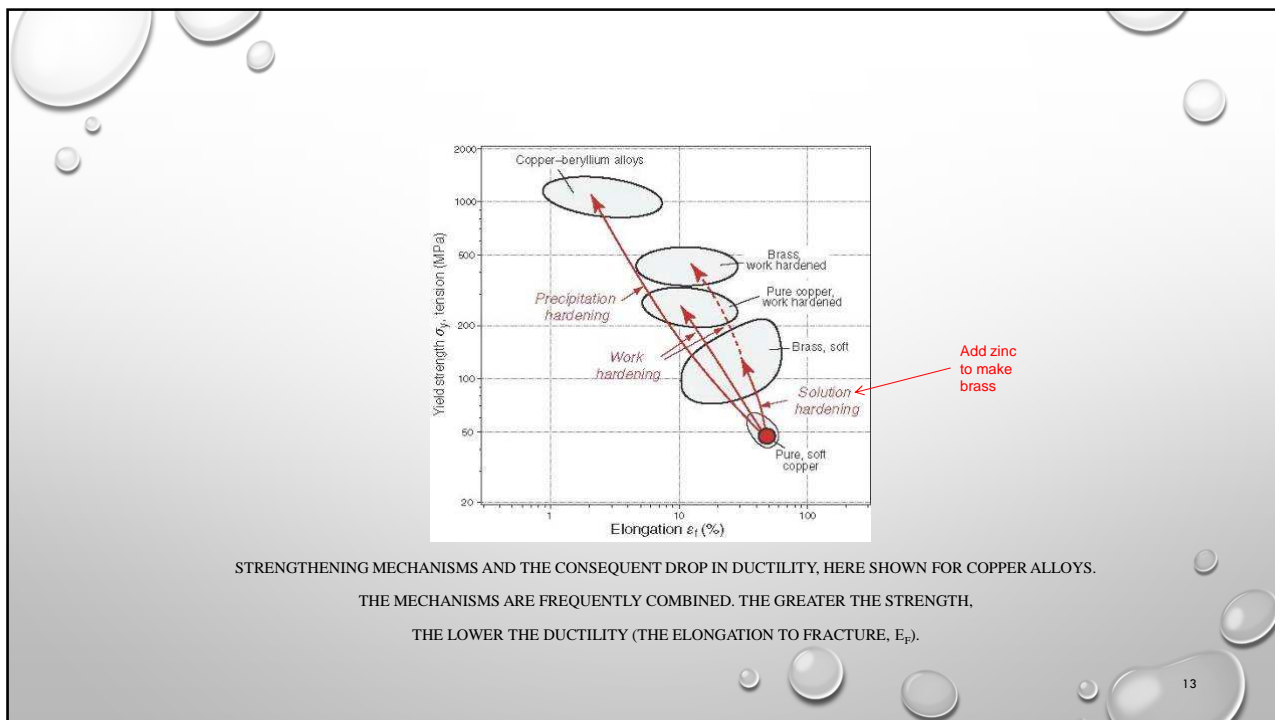 2000
1000
500
200
100
50
20
1
10
100
Yield strength σy, tension (MPa)
Elongation εf (%)
Copper–beryllium alloys
Brass,
work hardened
Pure copper,
work hardened
Precipitation
hardening
Brass, soft
Work
hardening
Solution
hardening
Pure, soft
copper
Add zinc
to make
brass
STRENGTHENING MECHANISMS AND THE CONSEQUENT DROP IN DUCTILITY, HERE SHOWN FOR COPPER ALLOYS.
THE MECHANISMS ARE FREQUENTLY COMBINED. THE GREATER THE STRENGTH,
THE LOWER THE DUCTILITY (THE ELONGATION TO FRACTURE, EF).
13